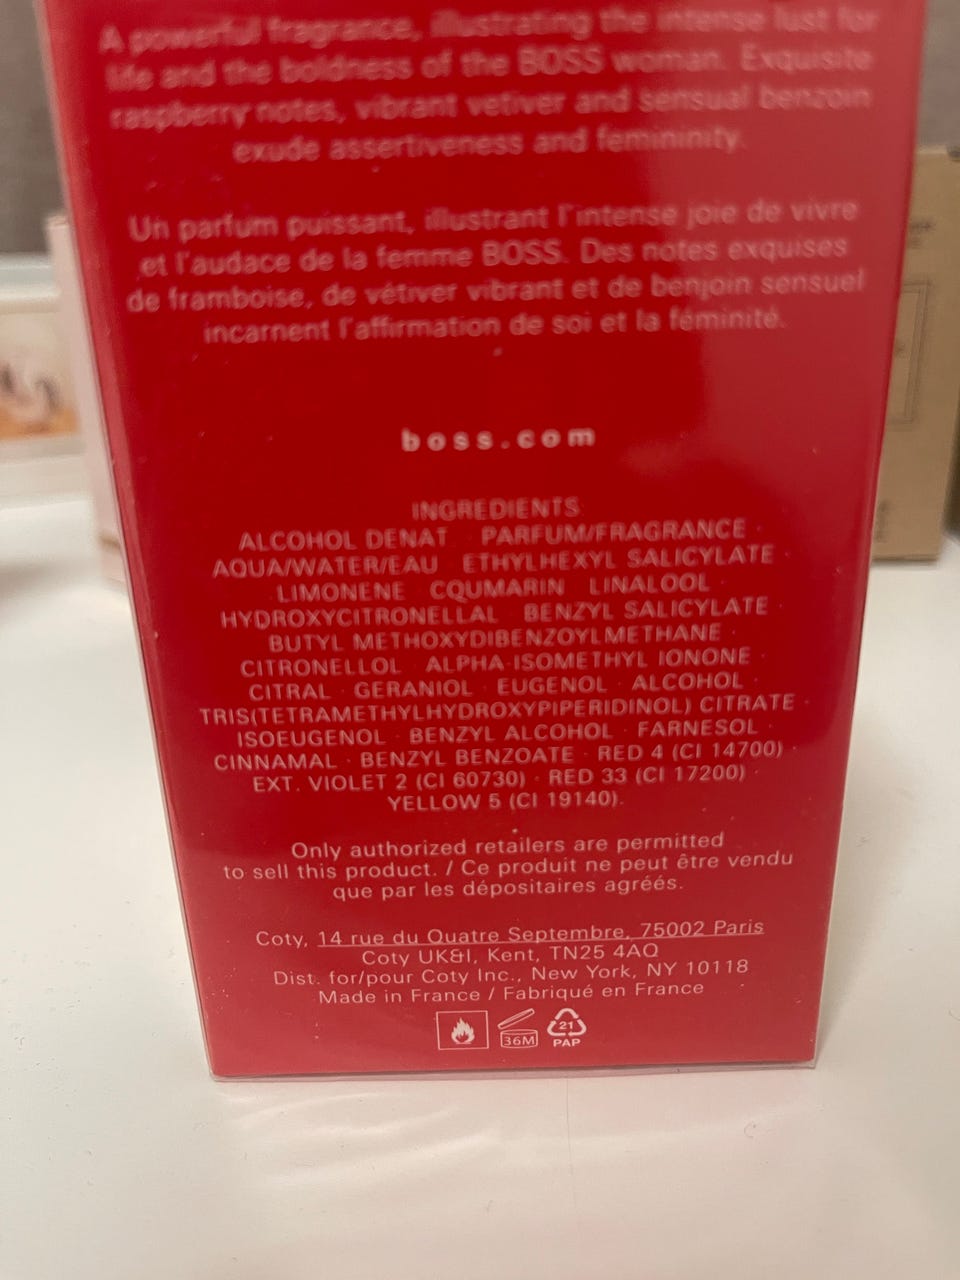 A powerful fragrance, illustrating the intense lust for
life and the boldness of the BOSS woman. Exquisite
raspberry notes, vibrant vetiver and sensual benzoin
exude assertiveness and femininity.
Un parfum puissant, illustrant l'intense joie de vivre
et l'audace de la femme BOSS. Des notes exquises
de framboise, de vétiver vibrant et de benjoin sensuel
incarnent l'affirmation de soi et la féminité.
boss.com
INGREDIENTS
ALCOHOL DENAT · PARFUM/FRAGRANCE ·
AQUA/WATER/EAU · ETHYLHEXYL SALICYLATE ·
LIMONENE · COUMARIN · LINALOOL ·
HYDROXYCITRONELLAL · BENZYL SALICYLATE ·
BUTYL METHOXYDIBENZOYLMETHANE ·
CITRONELLOL · ALPHA-ISOMETHYL IONONE ·
CITRAL · GERANIOL · EUGENOL · ALCOHOL ·
TRIS(TETRAMETHYLHYDROXYPIPERIDINOL) CITRATE ·
ISOEUGENOL · BENZYL ALCOHOL · FARNESOL ·
CINNAMAL · BENZYL BENZOATE · RED 4 (CI 14700) ·
EXT. VIOLET 2 (CI 60730) · RED 33 (CI 17200) ·
YELLOW 5 (CI 19140).
Only authorized retailers are permitted
to sell this product. / Ce produit ne peut être vendu
que par les dépositaires agréés.
Coty, 14 rue du Quatre Septembre, 75002 Paris
Coty UK&I, Kent, TN25 4AQ
Dist. for/pour Coty Inc., New York, NY 10118
Made in France / Fabriqué en France
36M
21
PAP